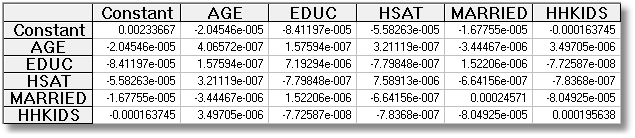 Constant AGE EDUC HSAT MARRIED HHKIDS
Constant 0.00233667 -2.04546e-005 -8.41197e-005 -5.58263e-005 -1.67755e-005 -0.000163745
AGE -2.04546e-005 4.06572e-007 1.57594e-007 3.21119e-007 -3.44467e-006 3.49705e-006
EDUC -8.41197e-005 1.57594e-007 7.19294e-006 -7.79848e-007 1.52206e-006 -7.72587e-008
HSAT -5.58263e-005 3.21119e-007 -7.79848e-007 7.58913e-006 -6.64156e-007 -7.8368e-007
MARRIED -1.67755e-005 -3.44467e-006 1.52206e-006 -6.64156e-007 0.00024571 -8.04925e-005
HHKIDS -0.000163745 3.49705e-006 -7.72587e-008 -7.8368e-007 -8.04925e-005 0.000195638